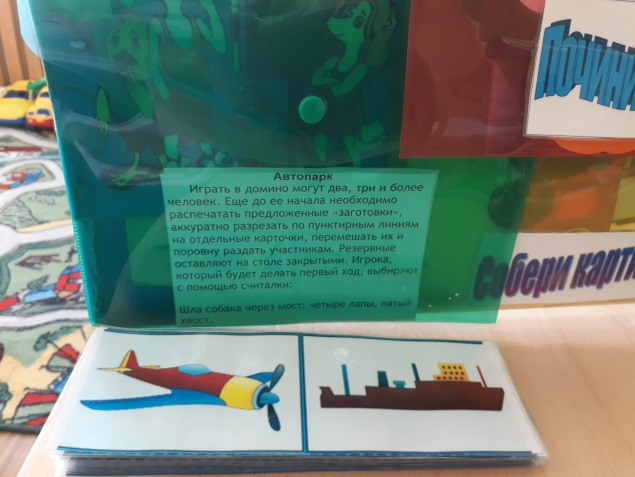 ПОЧИНИ
Автопарк
Играть в домино могут два, три и более
человек. Еще до ее начала необходимо
распечатать предложенные «заготовки»,
аккуратно разрезать по пунктирным линиям
на отдельные карточки, перемешать их и
поровну раздать участникам. Резервные
оставляют на столе закрытыми. Игрока,
который будет делать первый ход, выбирают
с помощью считалки:
Шла собака через мост: четыре лапы, пятый
хвост.
Собери карти